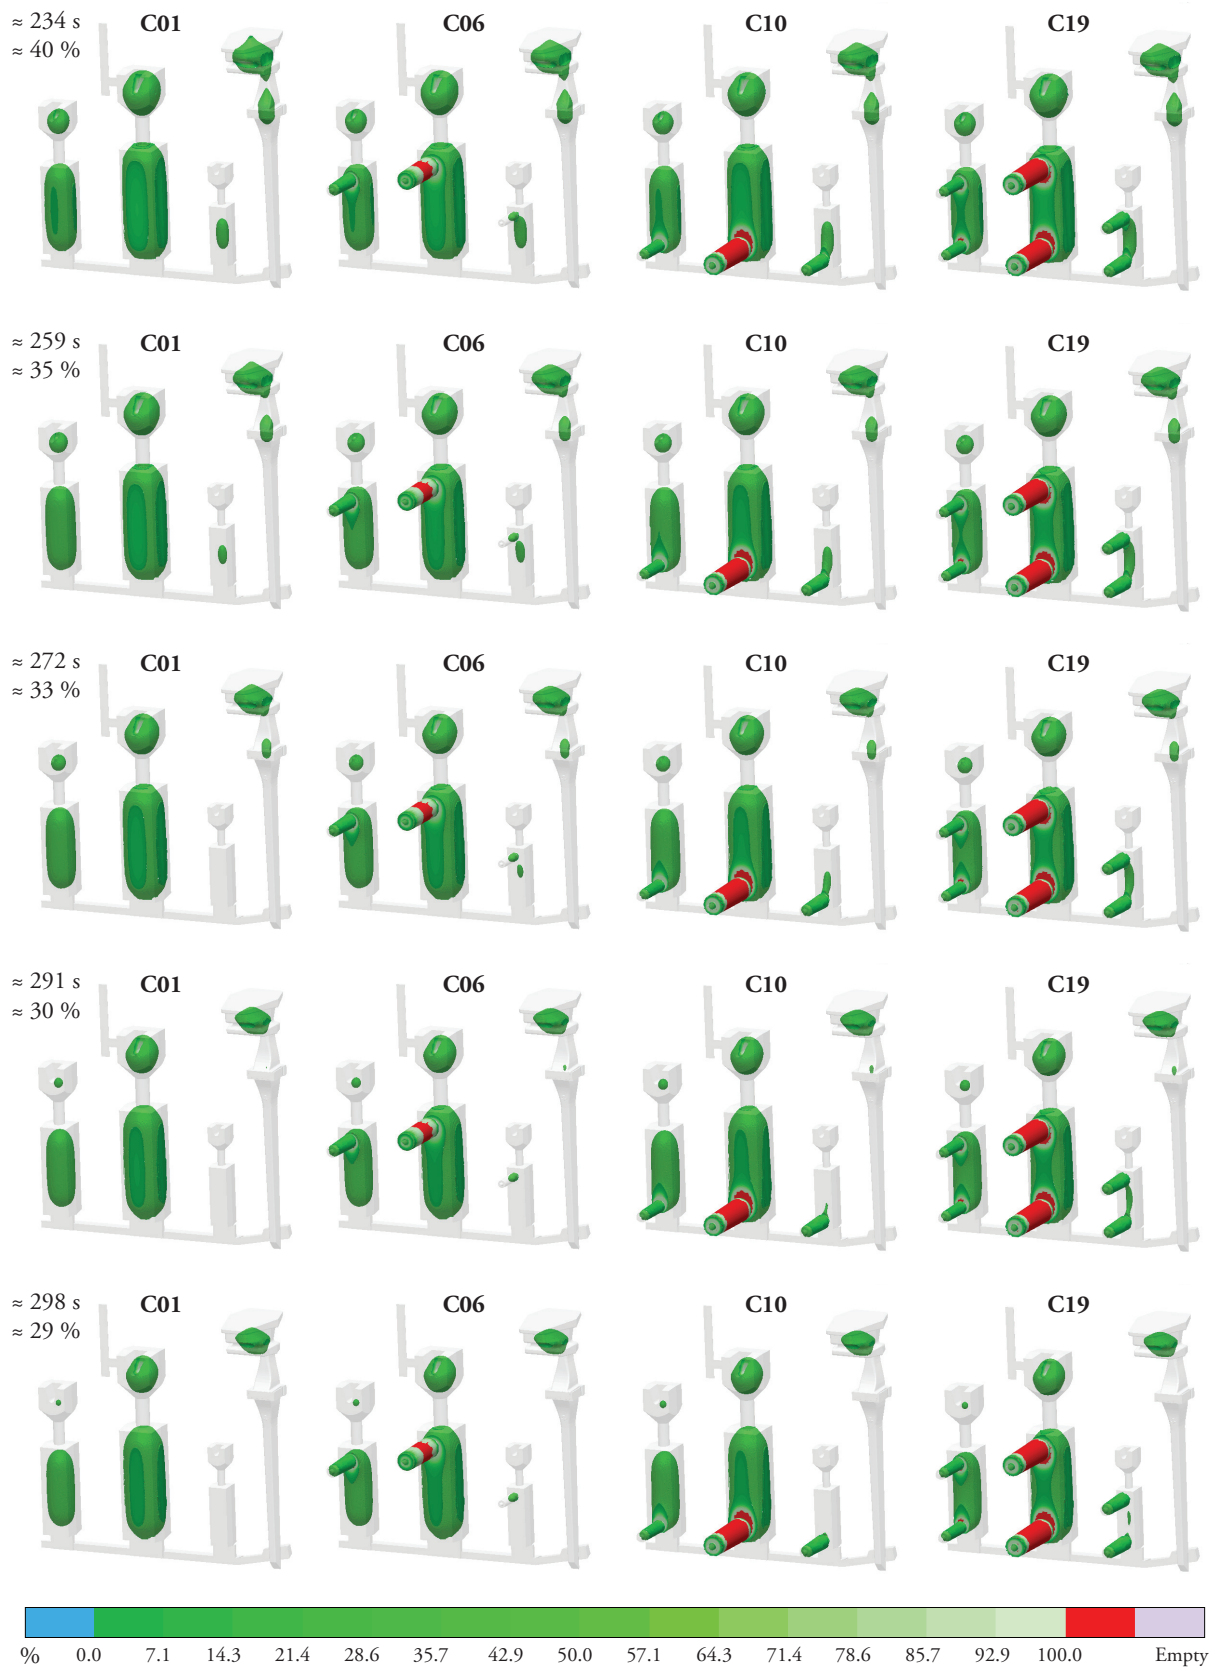 ≈ 234 s
≈ 40 %
C01 C06 C10 C19
≈ 259 s
≈ 35 %
C01 C06 C10 C19
≈ 272 s
≈ 33 %
C01 C06 C10 C19
≈ 291 s
≈ 30 %
C01 C06 C10 C19
≈ 298 s
≈ 29 %
C01 C06 C10 C19
% 0.0 7.1 14.3 21.4 28.6 35.7 42.9 50.0 57.1 64.3 71.4 78.6 85.7 92.9 100.0 Empty